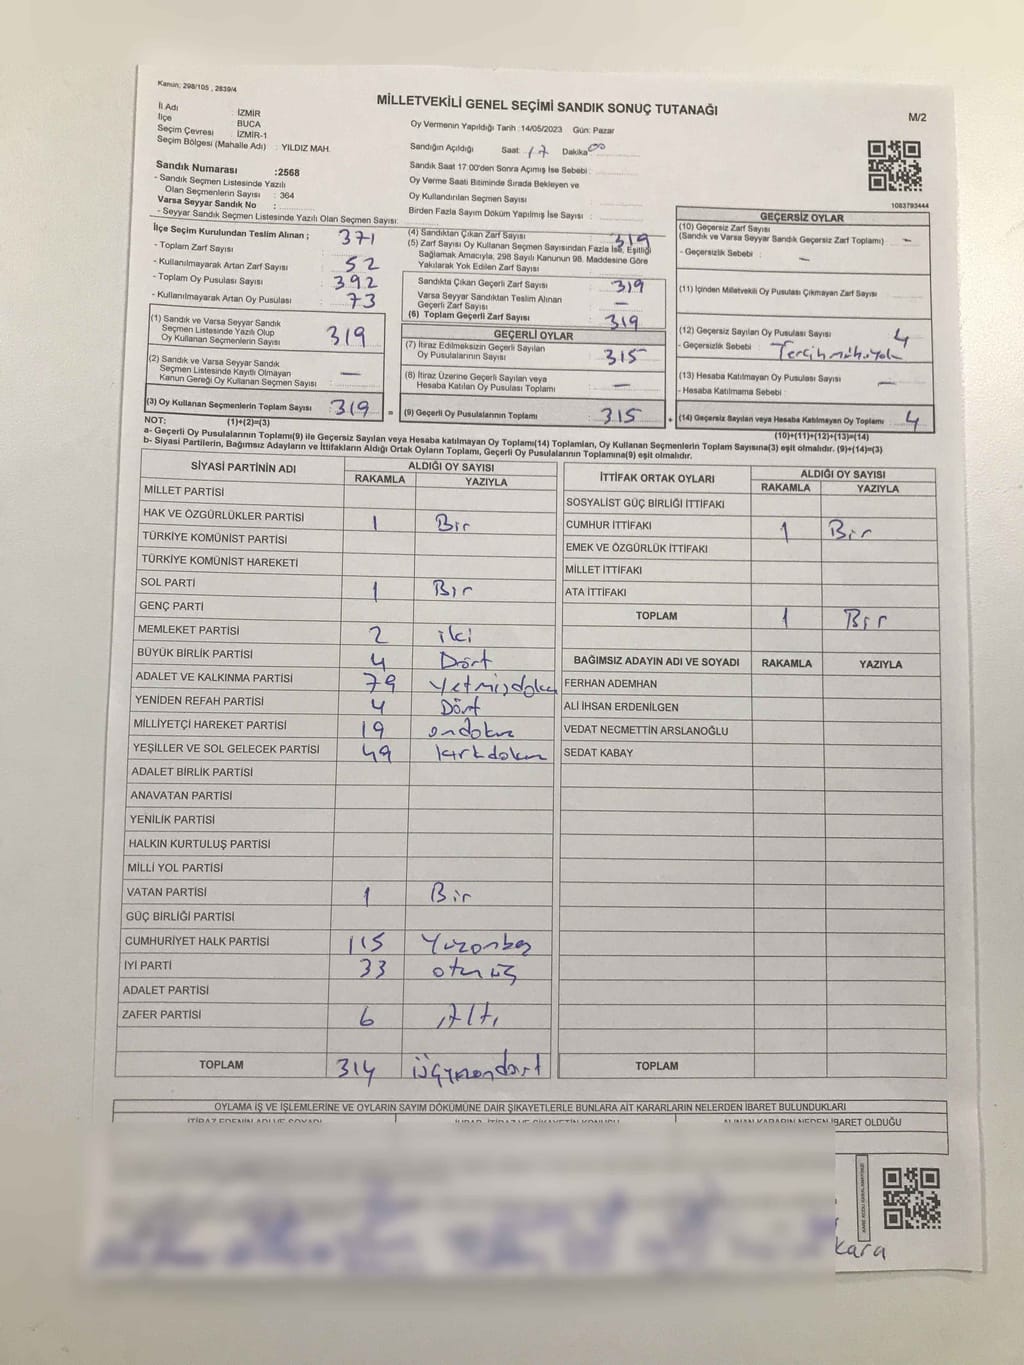 Kanun: 298/105 , 2839/4
MİLLETVEKİLİ GENEL SEÇİMİ SANDIK SONUÇ TUTANAĞI
M/2
İl Adı : İZMİR
İlçe : BUCA
Seçim Çevresi : İZMİR-1
Seçim Bölgesi (Mahalle Adı) : YILDIZ MAH.
Oy Vermenin Yapıldığı Tarih :14/05/2023 Gün: Pazar
Sandığın Açıldığı Saat: 17 Dakika 00
Sandık Saat 17:00'den Sonra Açımış İse Sebebi :
Oy Verme Saati Bitiminde Sırada Bekleyen ve
Oy Kullandırılan Seçmen Sayısı :
Birden Fazla Sayım Döküm Yapılmış İse Sayısı :
1083793444
Sandık Numarası :2568
- Sandık Seçmen Listesinde Yazılı
Olan Seçmenlerin Sayısı : 364
Varsa Seyyar Sandık No :
- Seyyar Sandık Seçmen Listesinde Yazılı Olan Seçmen Sayısı:
İlçe Seçim Kurulundan Teslim Alınan ;
- Toplam Zarf Sayısı 371
- Kullanılmayarak Artan Zarf Sayısı 52
- Toplam Oy Pusulası Sayısı 392
- Kullanılmayarak Artan Oy Pusulası 73
(1) Sandık ve Varsa Seyyar Sandık
Seçmen Listesinde Yazılı Olup
Oy Kullanan Seçmenlerin Sayısı 319
(2) Sandık ve Varsa Seyyar Sandık
Seçmen Listesinde Kayıtlı Olmayan
Kanun Gereği Oy Kullanan Seçmen Sayısı : —
(3) Oy Kullanan Seçmenlerin Toplam Sayısı 319 =
(1)+(2)=(3)
(4) Sandıktan Çıkan Zarf Sayısı 319
(5) Zarf Sayısı Oy Kullanan Seçmen Sayısından Fazla İse, Eşitliği
Sağlamak Amacıyla, 298 Sayılı Kanunun 98. Maddesine Göre
Yakılarak Yok Edilen Zarf Sayısı :
Sandıkta Çıkan Geçerli Zarf Sayısı 319
Varsa Seyyar Sandıktan Teslim Alınan
Geçerli Zarf Sayısı —
(6) Toplam Geçerli Zarf Sayısı 319
GEÇERLİ OYLAR
(7) İtiraz Edilmeksizin Geçerli Sayılan
Oy Pusulalarının Sayısı 315
(8) İtiraz Üzerine Geçerli Sayılan veya
Hesaba Katılan Oy Pusulası Toplamı —
(9) Geçerli Oy Pusulalarının Toplamı 315 +
GEÇERSİZ OYLAR
(10) Geçersiz Zarf Sayısı
(Sandık ve Varsa Seyyar Sandık Geçersiz Zarf Toplamı) —
- Geçersizlik Sebebi : —
(11) İçinden Milletvekili Oy Pusulası Çıkmayan Zarf Sayısı
(12) Geçersiz Sayılan Oy Pusulası Sayısı 4
- Geçersizlik Sebebi :
(13) Hesaba Katılmayan Oy Pusulası Sayısı —
- Hesaba Katılmama Sebebi :
(14) Geçersiz Sayılan veya Hesaba Katılmayan Oy Toplamı 4
(10)+(11)+(12)+(13)=(14)
NOT:
a- Geçerli Oy Pusulalarının Toplamı(9) ile Geçersiz Sayılan veya Hesaba katılmayan Oy Toplamı(14) Toplamları, Oy Kullanan Seçmenlerin Toplam Sayısına(3) eşit olmalıdır. (9)+(14)=(3)
b- Siyasi Partilerin, Bağımsız Adayların ve İttifakların Aldığı Ortak Oyların Toplamı, Geçerli Oy Pusulalarının Toplamına(9) eşit olmalıdır.
SİYASİ PARTİNİN ADI ALDIĞI OY SAYISI
RAKAMLA YAZIYLA
MİLLET PARTİSİ
HAK VE ÖZGÜRLÜKLER PARTİSİ 1 Bir
TÜRKİYE KOMÜNİST PARTİSİ
TÜRKİYE KOMÜNİST HAREKETİ
SOL PARTİ 1 Bir
GENÇ PARTİ
MEMLEKET PARTİSİ 2 iki
BÜYÜK BİRLİK PARTİSİ 4 Dört
ADALET VE KALKINMA PARTİSİ 79 Yetmişdoku
YENİDEN REFAH PARTİSİ 4 Dört
MİLLİYETÇİ HAREKET PARTİSİ 19 ondokuz
YEŞİLLER VE SOL GELECEK PARTİSİ 49 kırkdokuz
ADALET BİRLİK PARTİSİ
ANAVATAN PARTİSİ
YENİLİK PARTİSİ
HALKIN KURTULUŞ PARTİSİ
MİLLİ YOL PARTİSİ
VATAN PARTİSİ 1 Bir
GÜÇ BİRLİĞİ PARTİSİ
CUMHURİYET HALK PARTİSİ 115 Yüzonbeş
İYİ PARTİ 33 otuzüç
ADALET PARTİSİ
ZAFER PARTİSİ 6 Altı
TOPLAM 314 üçyüzondört
İTTİFAK ORTAK OYLARI ALDIĞI OY SAYISI
RAKAMLA YAZIYLA
SOSYALİST GÜÇ BİRLİĞİ İTTİFAKI
CUMHUR İTTİFAKI 1 Bir
EMEK VE ÖZGÜRLÜK İTTİFAKI
MİLLET İTTİFAKI
ATA İTTİFAKI
TOPLAM 1 Bir
BAĞIMSIZ ADAYIN ADI VE SOYADI RAKAMLA YAZIYLA
FERHAN ADEMHAN
ALİ İHSAN ERDENİLGEN
VEDAT NECMETTİN ARSLANOĞLU
SEDAT KABAY
TOPLAM
OYLAMA İŞ VE İŞLEMLERİNE VE OYLARIN SAYIM DÖKÜMÜNE DAİR ŞİKAYETLERLE BUNLARA AİT KARARLARIN NELERDEN İBARET BULUNDUKLARI
İTİRAZ EDENİN ADI VE SOYADI
ALINAN KARARIN NEDEN İBARET OLDUĞU
kara